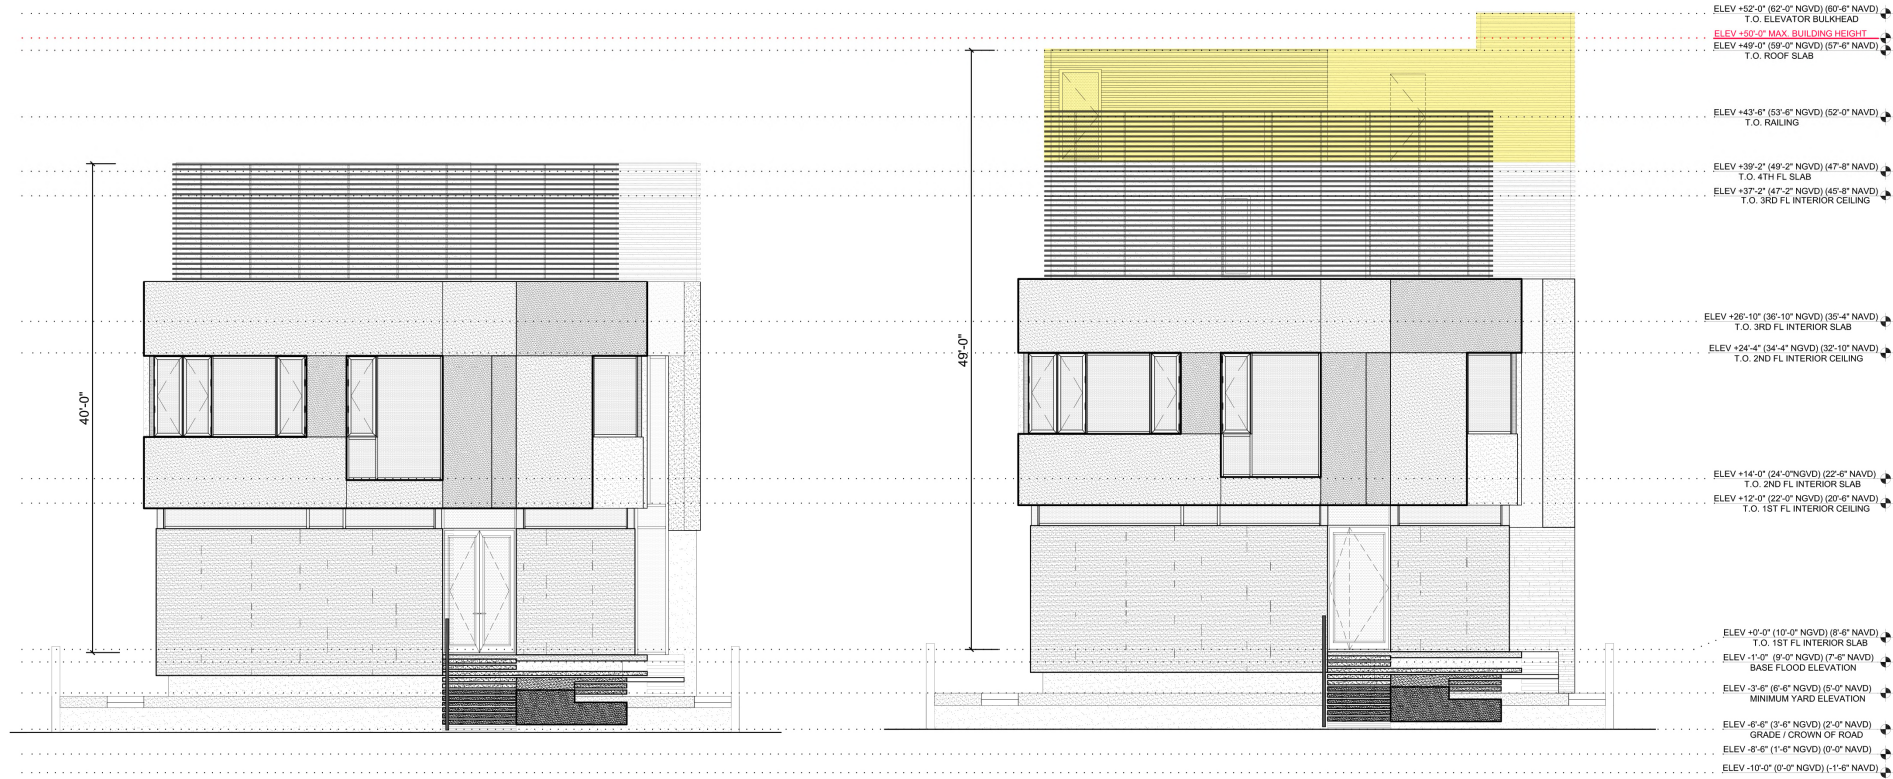 ELEV +52'-0" (62'-0" NGVD) (60'-6" NAVD)
T.O. ELEVATOR BULKHEAD
ELEV +50'-0" MAX. BUILDING HEIGHT
ELEV +49'-0" (59'-0" NGVD) (57'-6" NAVD)
T.O. ROOF SLAB
ELEV +43'-6" (53'-6" NGVD) (52'-0" NAVD)
T.O. RAILING
ELEV +39'-2" (49'-2" NGVD) (47'-8" NAVD)
T.O. 4TH FL SLAB
ELEV +37'-2" (47'-2" NGVD) (45'-8" NAVD)
T.O. 3RD FL INTERIOR CEILING
ELEV +26'-10" (36'-10" NGVD) (35'-4" NAVD)
T.O. 3RD FL INTERIOR SLAB
ELEV +24'-4" (34'-4" NGVD) (32'-10" NAVD)
T.O. 2ND FL INTERIOR CEILING
40'-0"
49'-0"
ELEV +14'-0" (24'-0"NGVD) (22'-6" NAVD)
T.O. 2ND FL INTERIOR SLAB
ELEV +12'-0" (22'-0" NGVD) (20'-6" NAVD)
T.O. 1ST FL INTERIOR CEILING
ELEV +0'-0" (10'-0" NGVD) (8'-6" NAVD)
T.O. 1ST FL INTERIOR SLAB
ELEV -1'-0" (9'-0" NGVD) (7'-6" NAVD)
BASE FLOOD ELEVATION
ELEV -3'-6" (6'-6" NGVD) (5'-0" NAVD)
MINIMUM YARD ELEVATION
ELEV -6'-6" (3'-6" NGVD) (2'-0" NAVD)
GRADE / CROWN OF ROAD
ELEV -8'-6" (1'-6" NGVD) (0'-0" NAVD)
ELEV -10'-0" (0'-0" NGVD) (-1'-6" NAVD)